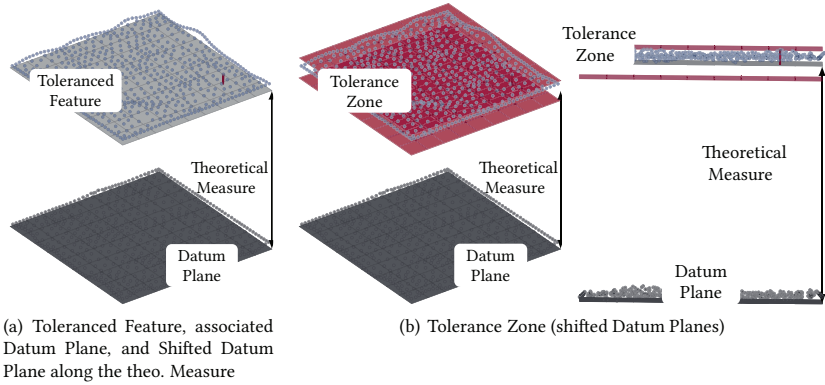 Toleranced
Feature
Theoretical
Measure
Datum
Plane
(a) Toleranced Feature, associated
Datum Plane, and Shifted Datum
Plane along the theo. Measure
Tolerance
Zone
Theoretical
Measure
Datum
Plane
Tolerance
Zone
Theoretical
Measure
Datum
Plane
(b) Tolerance Zone (shifted Datum Planes)